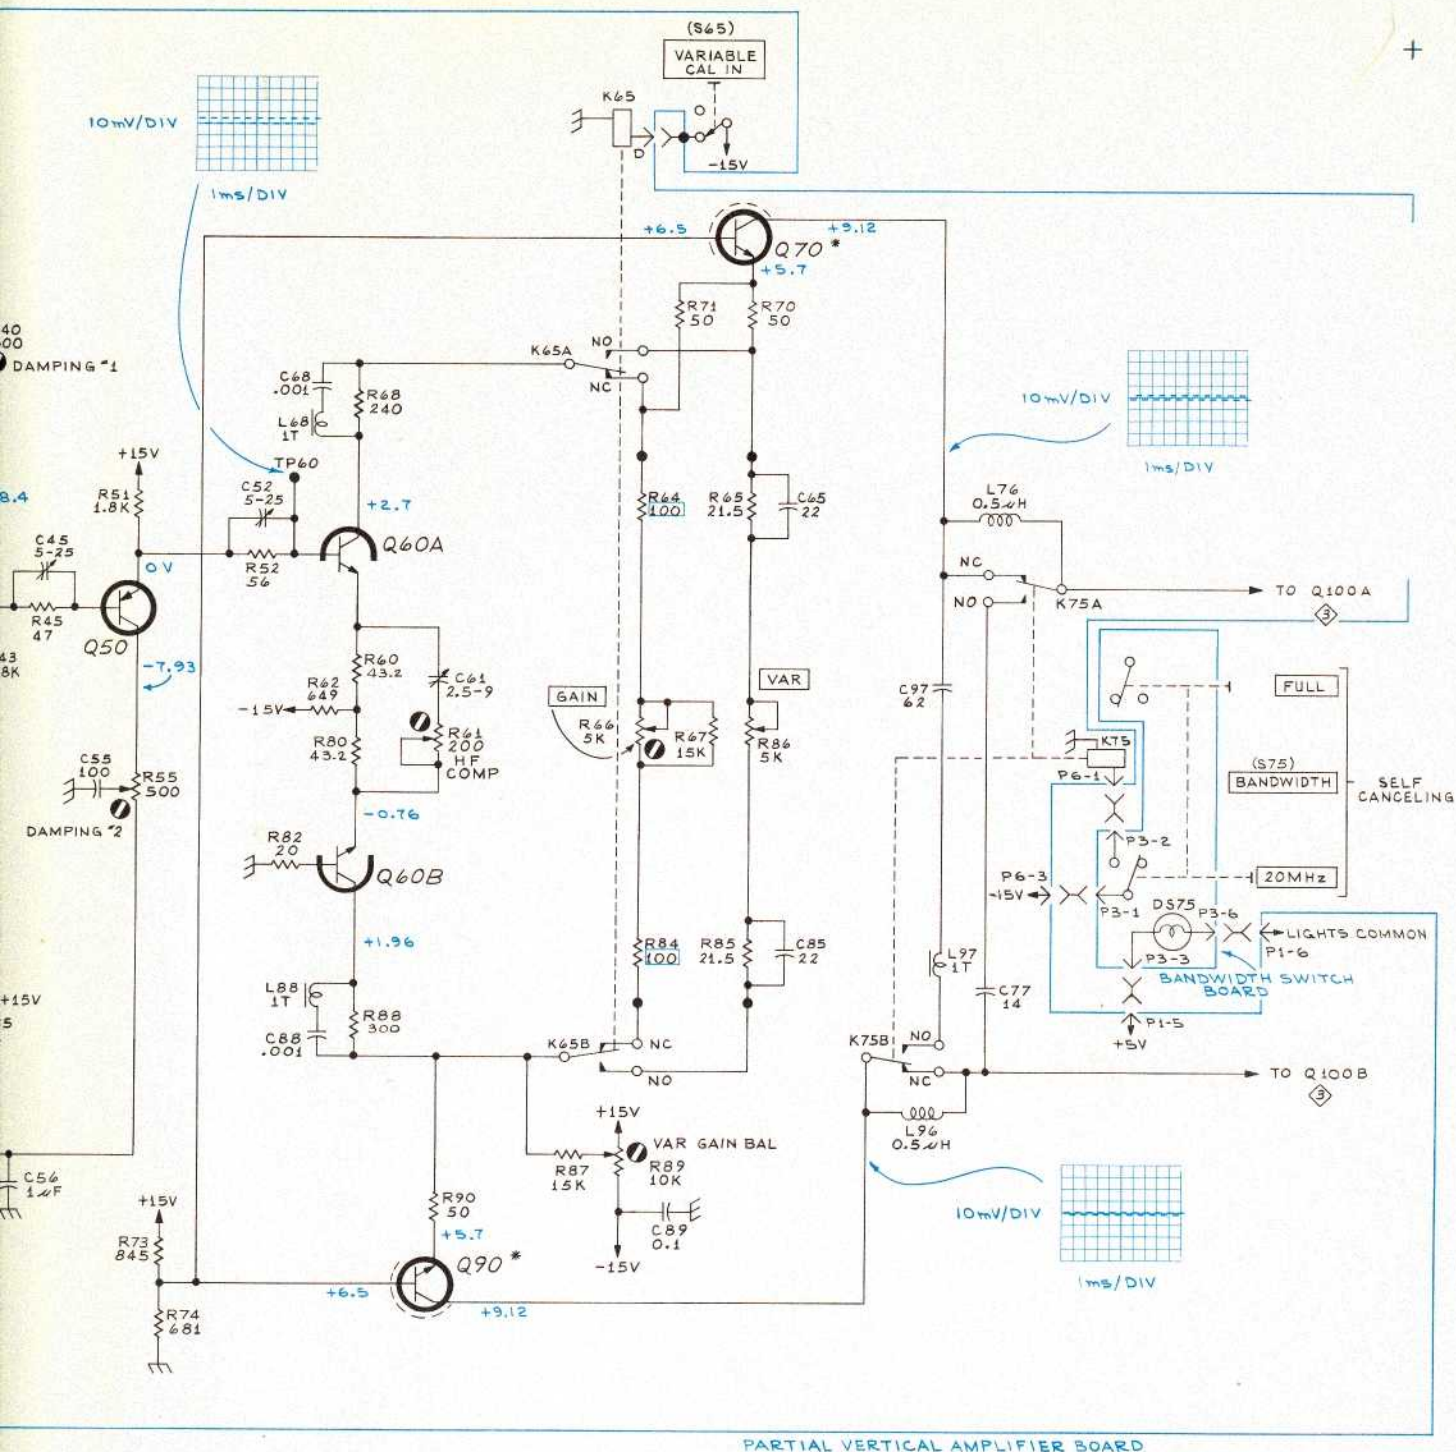 (S65)
VARIABLE
CAL IN
K65
D
-15V
10mV/DIV
1ms/DIV
+6.5
+9.12
Q70*
+5.7
R71
50
R70
50
40
00
DAMPING #1
K65A
NO
NC
C68
.001
R68
240
L68
1T
10mV/DIV
1ms/DIV
+15V
TP60
8.4
R51
1.8K
C52
5-25
+2.7
R64
100
R65
21.5
C65
22
L76
0.5μH
C45
5-25
0V
R52
56
Q60A
NC
NO
K75A
TO Q100A
3
R45
47
Q50
43
8K
-7.93
R60
43.2
C61
2.5-9
R62
649
-15V
R80
43.2
R61
200
HF
COMP
GAIN
R66
5K
R67
15K
VAR
R86
5K
C97
62
FULL
K75
P6-1
(S75)
BANDWIDTH
SELF
CANCELING
C55
100
R55
500
DAMPING #2
-0.76
R82
20
Q60B
P3-2
P6-3
-15V
P3-1
20MHz
DS75
P3-6
P3-3
LIGHTS COMMON
P1-6
BANDWIDTH SWITCH
BOARD
P1-5
+5V
+1.96
R84
100
R85
21.5
C85
22
L97
1T
C77
14
+15V
5
L88
1T
R88
300
C88
.001
K65B
NC
NO
K75B
NO
NC
TO Q100B
3
L96
0.5μH
+15V
VAR GAIN BAL
R87
15K
R89
10K
C89
0.1
-15V
C56
1μF
+15V
R73
845
R90
50
+5.7
Q90*
+6.5
+9.12
R74
681
10mV/DIV
1ms/DIV
PARTIAL VERTICAL AMPLIFIER BOARD